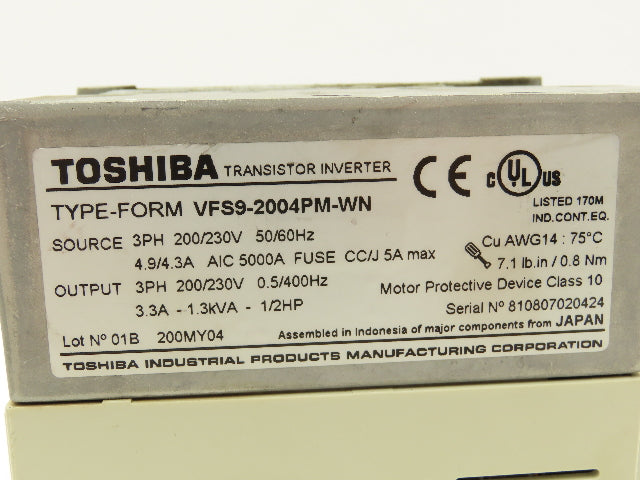 TOSHIBA TRANSISTOR INVERTER CE c UL US
LISTED 170M
IND.CONT.EQ.
TYPE-FORM VFS9-2004PM-WN
SOURCE 3PH 200/230V 50/60Hz
4.9/4.3A AIC 5000A FUSE CC/J 5A max
Cu AWG14 : 75°C
7.1 lb.in / 0.8 Nm
OUTPUT 3PH 200/230V 0.5/400Hz
3.3A - 1.3kVA - 1/2HP
Motor Protective Device Class 10
Serial Nº 810807020424
Lot Nº 01B 200MY04 Assembled in Indonesia of major components from JAPAN
TOSHIBA INDUSTRIAL PRODUCTS MANUFACTURING CORPORATION